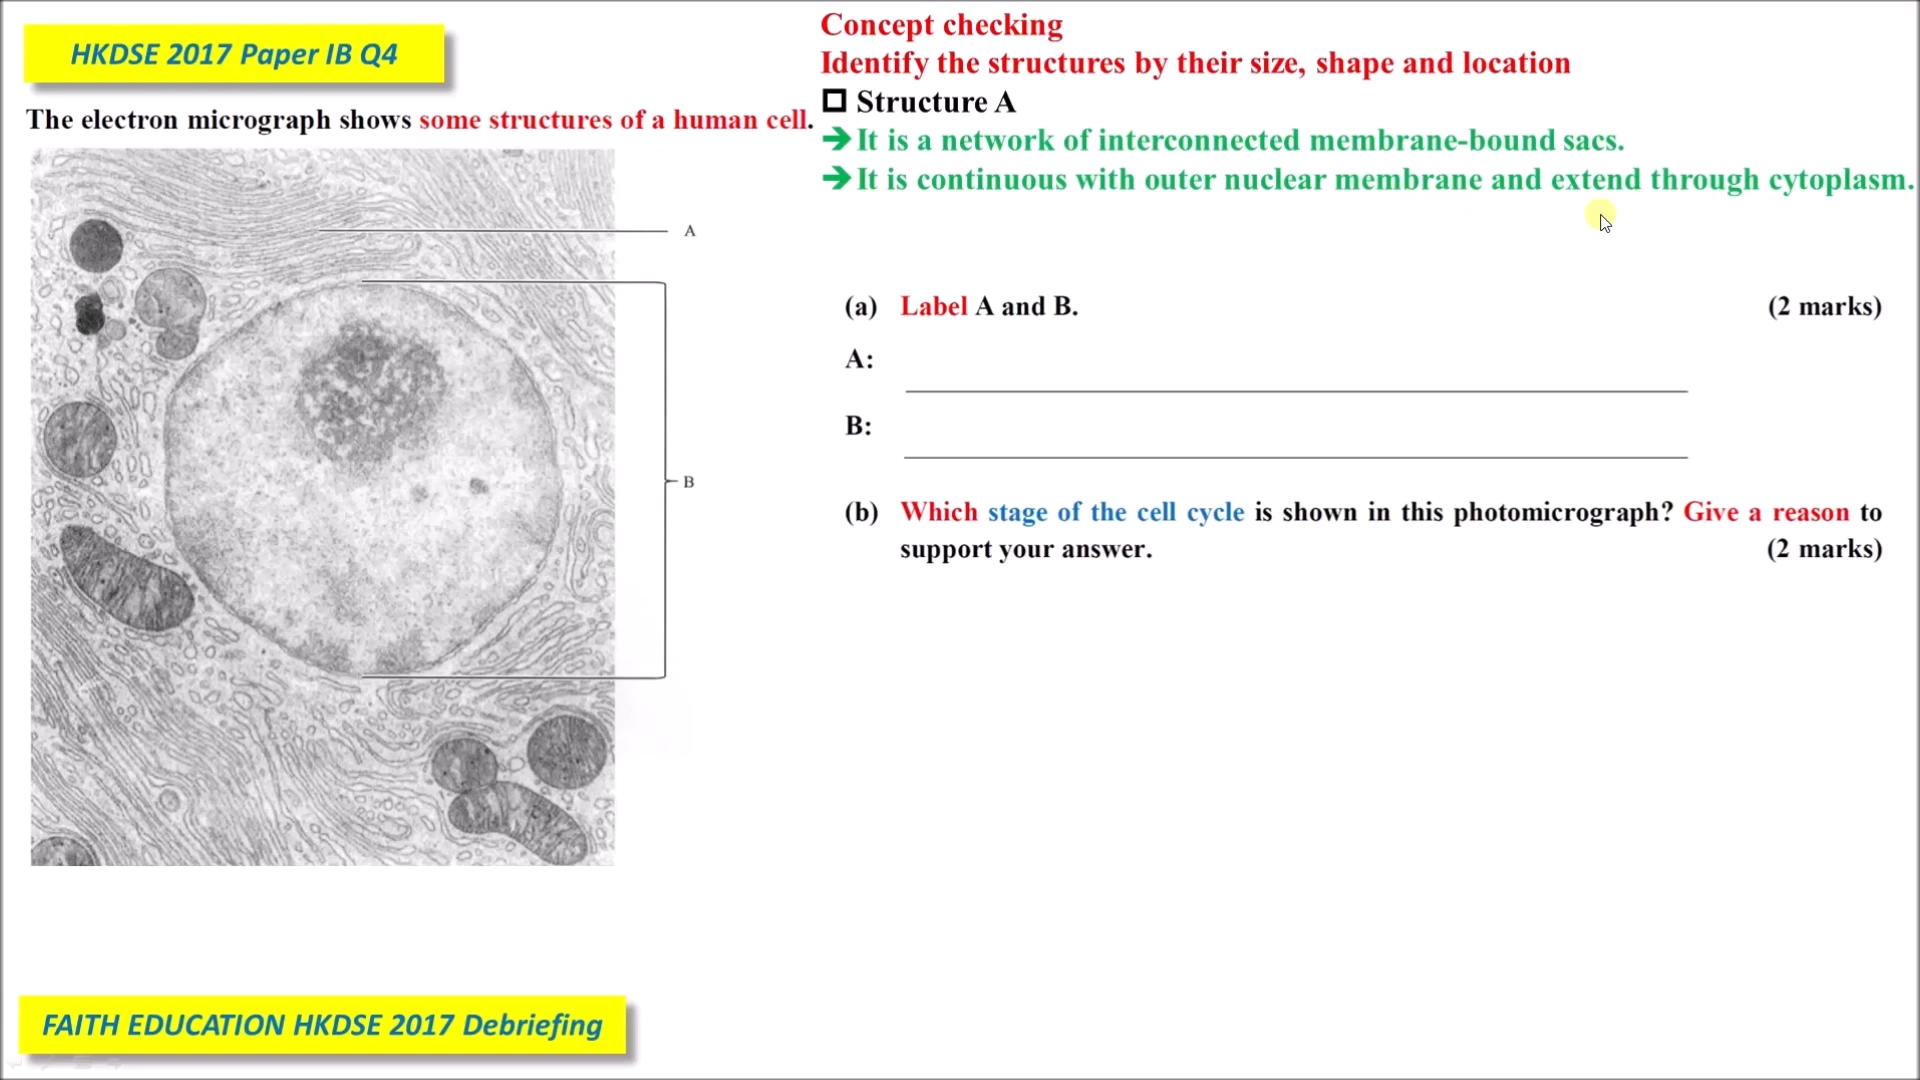 HKDSE 2017 Paper IB Q4
The electron micrograph shows some structures of a human cell.
A
B
Concept checking
Identify the structures by their size, shape and location
Structure A
It is a network of interconnected membrane-bound sacs.
It is continuous with outer nuclear membrane and extend through cytoplasm.
(a) Label A and B. (2 marks)
A:
B:
(b) Which stage of the cell cycle is shown in this photomicrograph? Give a reason to
support your answer. (2 marks)
FAITH EDUCATION HKDSE 2017 Debriefing